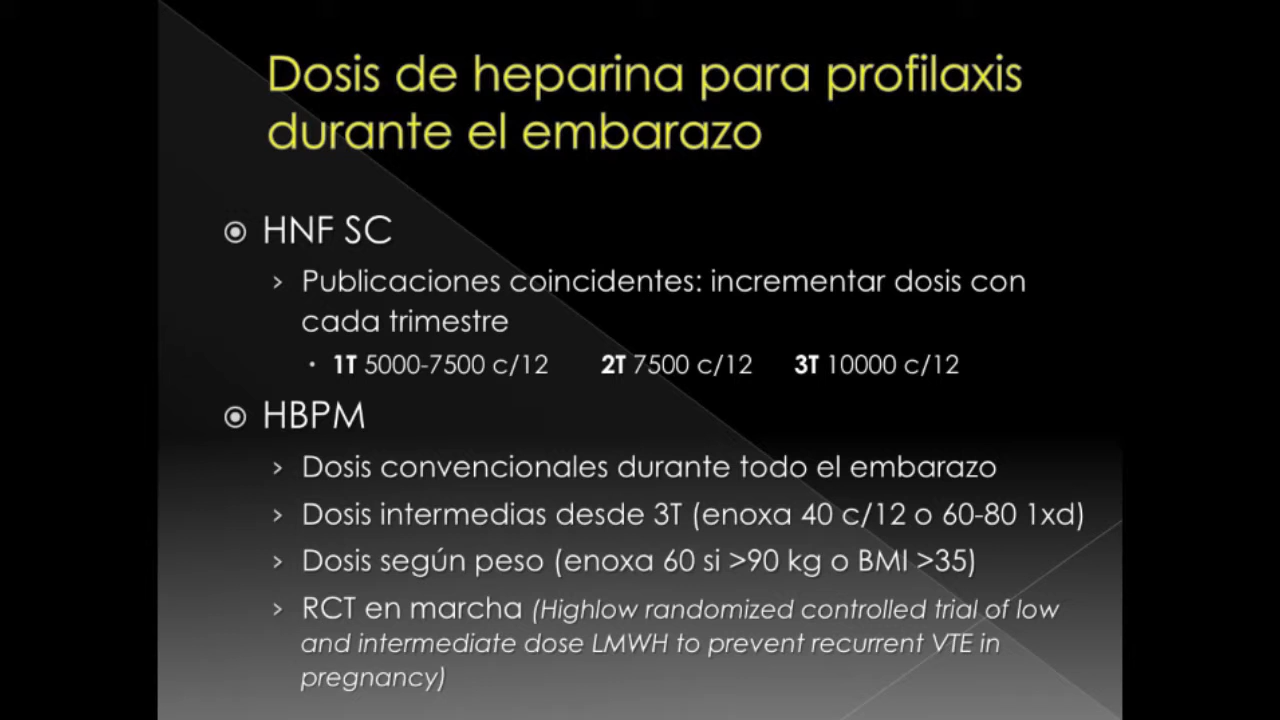 Dosis de heparina para profilaxis
durante el embarazo
HNF SC
Publicaciones coincidentes: incrementar dosis con
cada trimestre
1T 5000-7500 c/12 2T 7500 c/12 3T 10000 c/12
HBPM
Dosis convencionales durante todo el embarazo
Dosis intermedias desde 3T (enoxa 40 c/12 o 60-80 1xd)
Dosis según peso (enoxa 60 si >90 kg o BMI >35)
RCT en marcha (Highlow randomized controlled trial of low
and intermediate dose LMWH to prevent recurrent VTE in
pregnancy)